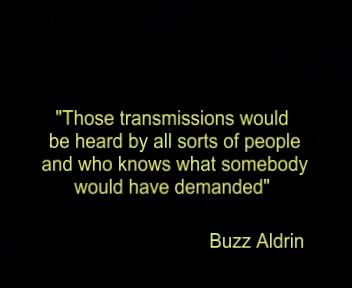 "Those transmissions would
be heard by all sorts of people
and who knows what somebody
would have demanded"
Buzz Aldrin